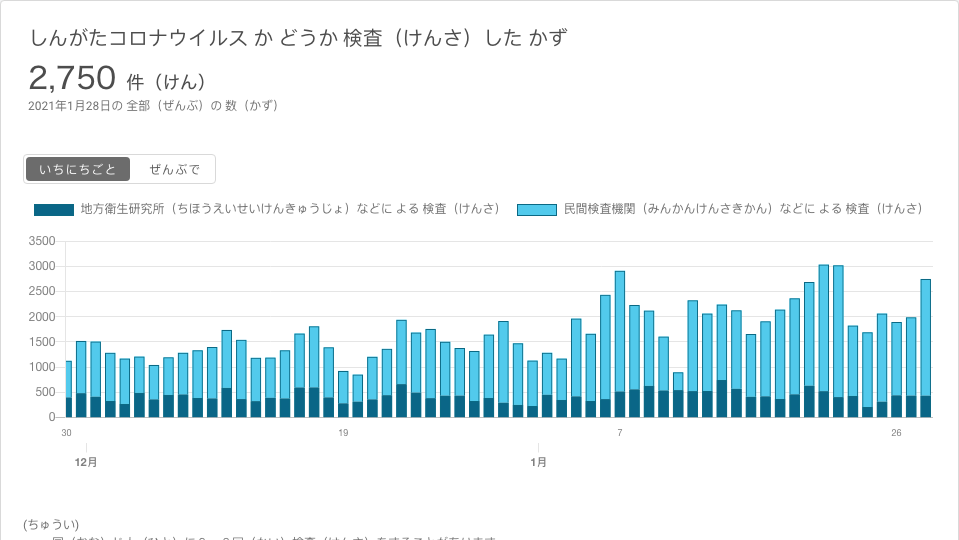 しんがたコロナウイルス か どうか 検査（けんさ）した かず
2,750 件（けん）
2021年1月28日の 全部（ぜんぶ）の 数（かず）
いちにちごと ぜんぶで
地方衛生研究所（ちほうえいせいけんきゅうじょ）などに よる 検査（けんさ） 民間検査機関（みんかんけんさきかん）などに よる 検査（けんさ）
3500
3000
2500
2000
1500
1000
500
0
30 19 7 26
12月 1月
(ちゅうい)